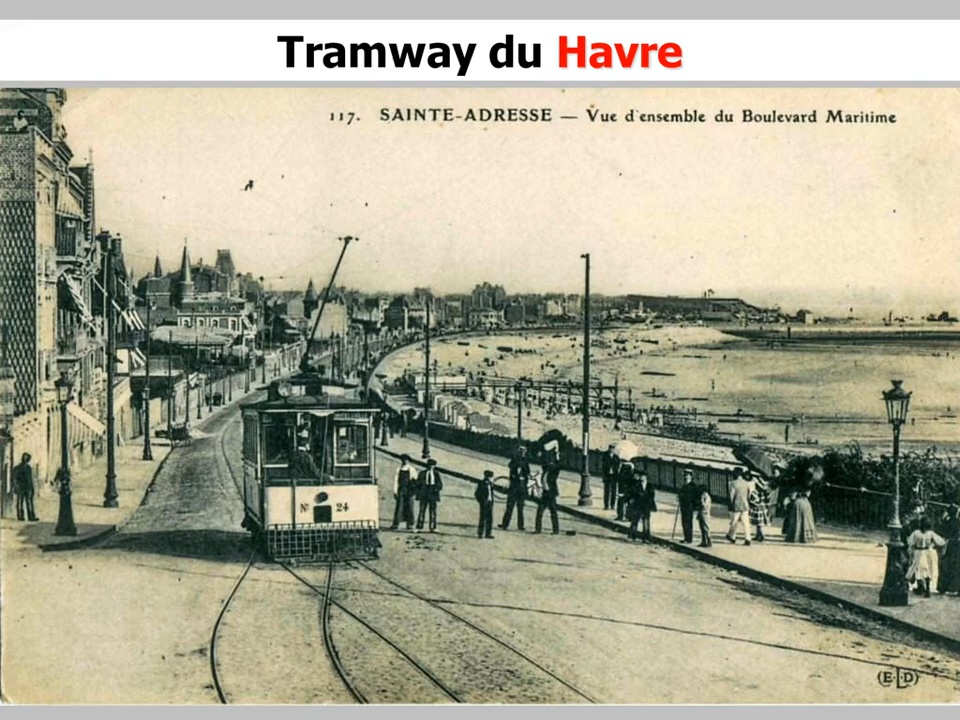 Tramway du Havre
117. SAINTE-ADRESSE — Vue d'ensemble du Boulevard Maritime
N° 24
(E·L·D)